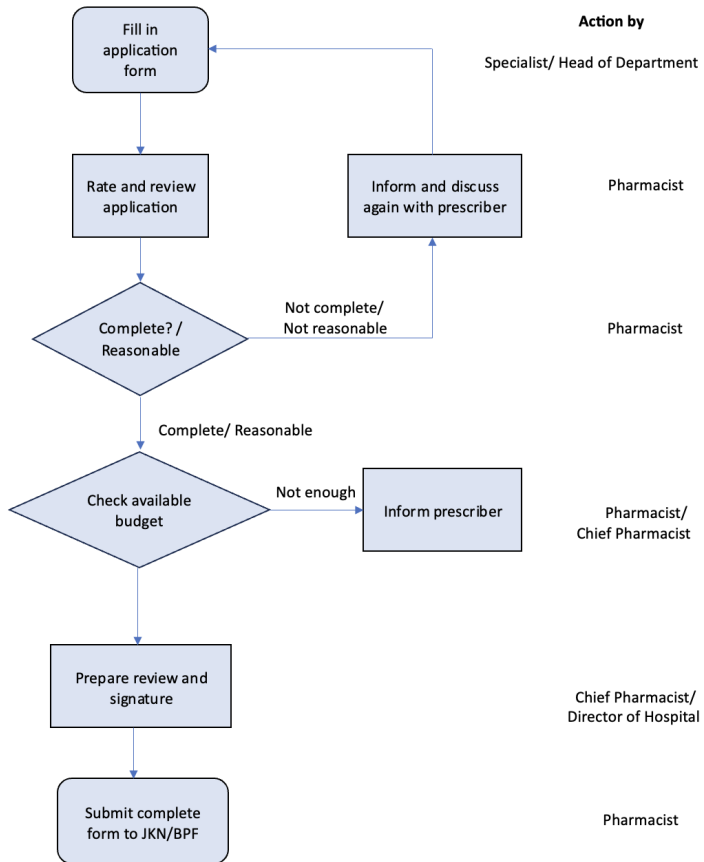 Action by
Fill in
application
form
Specialist/ Head of Department
Rate and review
application
Inform and discuss
again with prescriber
Pharmacist
Complete? /
Reasonable
Not complete/
Not reasonable
Pharmacist
Complete/ Reasonable
Check available
budget
Not enough
Inform prescriber
Pharmacist/
Chief Pharmacist
Prepare review and
signature
Chief Pharmacist/
Director of Hospital
Submit complete
form to JKN/BPF
Pharmacist